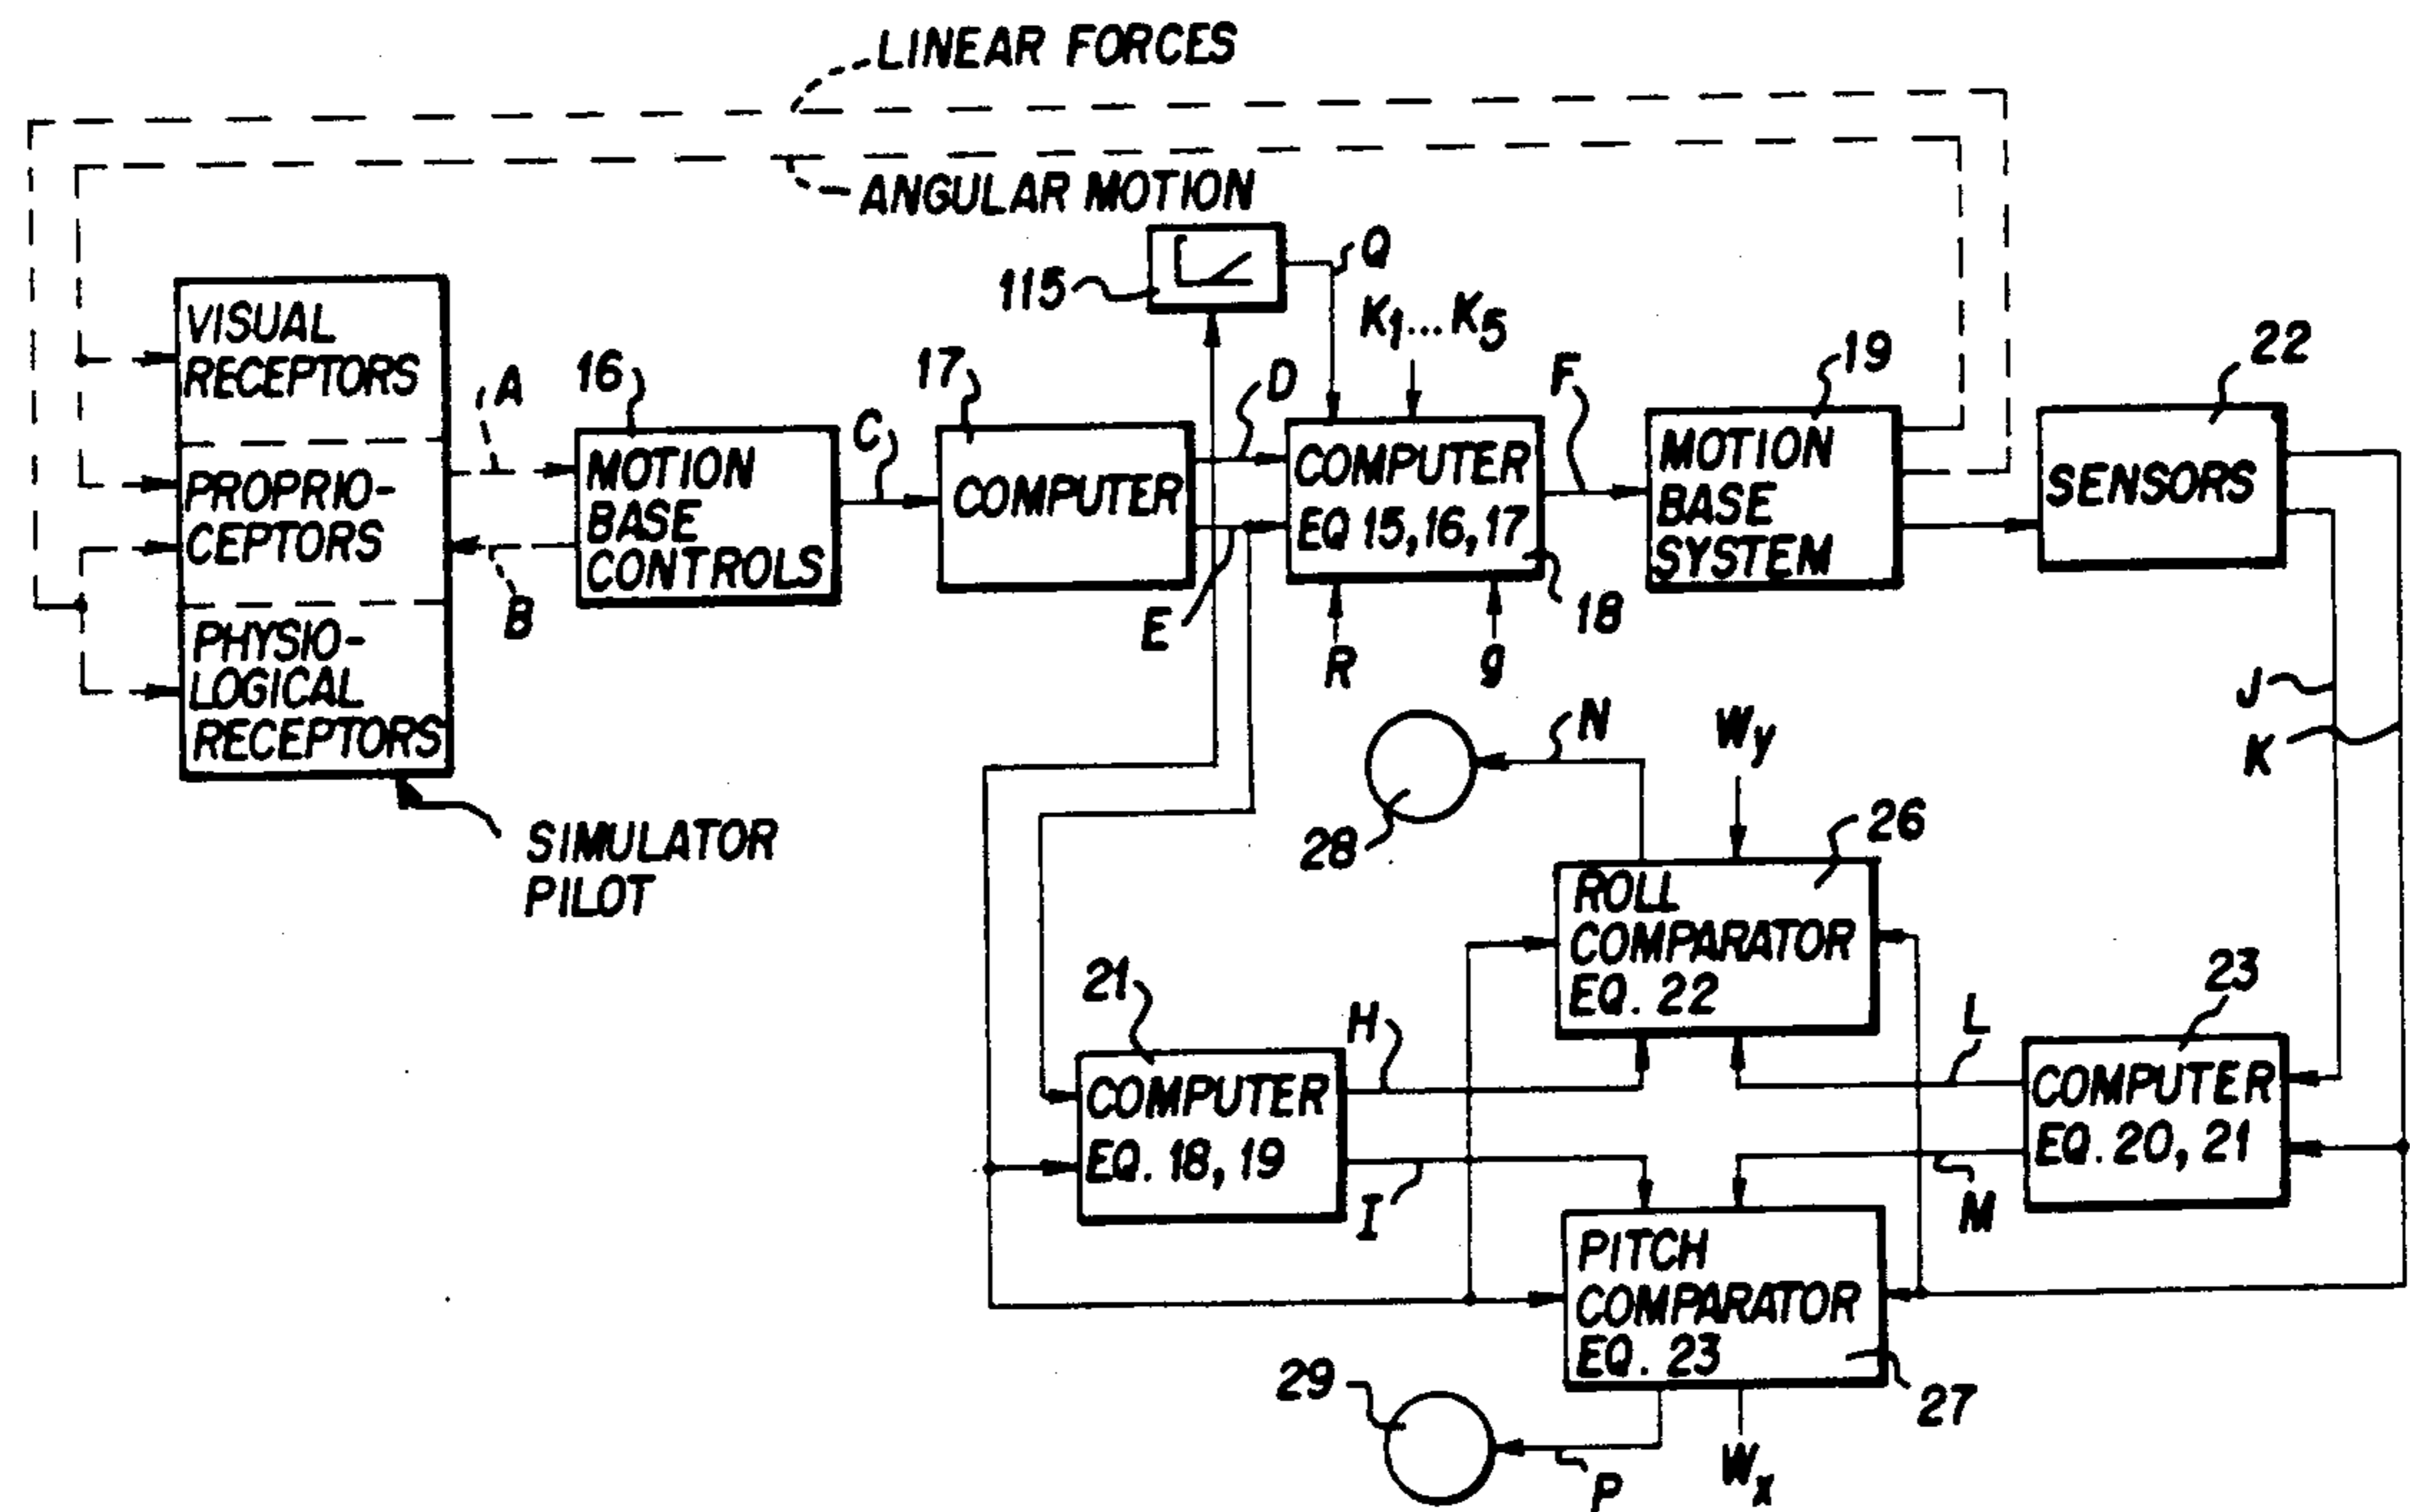 LINEAR FORCES
ANGULAR MOTION
115
Q
K1...K5
VISUAL
RECEPTORS
PROPRIO-
CEPTORS
PHYSIO-
LOGICAL
RECEPTORS
SIMULATOR
PILOT
A
B
16
MOTION
BASE
CONTROLS
C
17
COMPUTER
D
E
COMPUTER
EQ 15, 16, 17
18
R
g
F
19
MOTION
BASE
SYSTEM
22
SENSORS
J
K
N
28
Wy
26
ROLL
COMPARATOR
EQ. 22
21
COMPUTER
EQ. 18, 19
H
I
L
M
23
COMPUTER
EQ. 20, 21
PITCH
COMPARATOR
EQ. 23
27
29
P
Wx